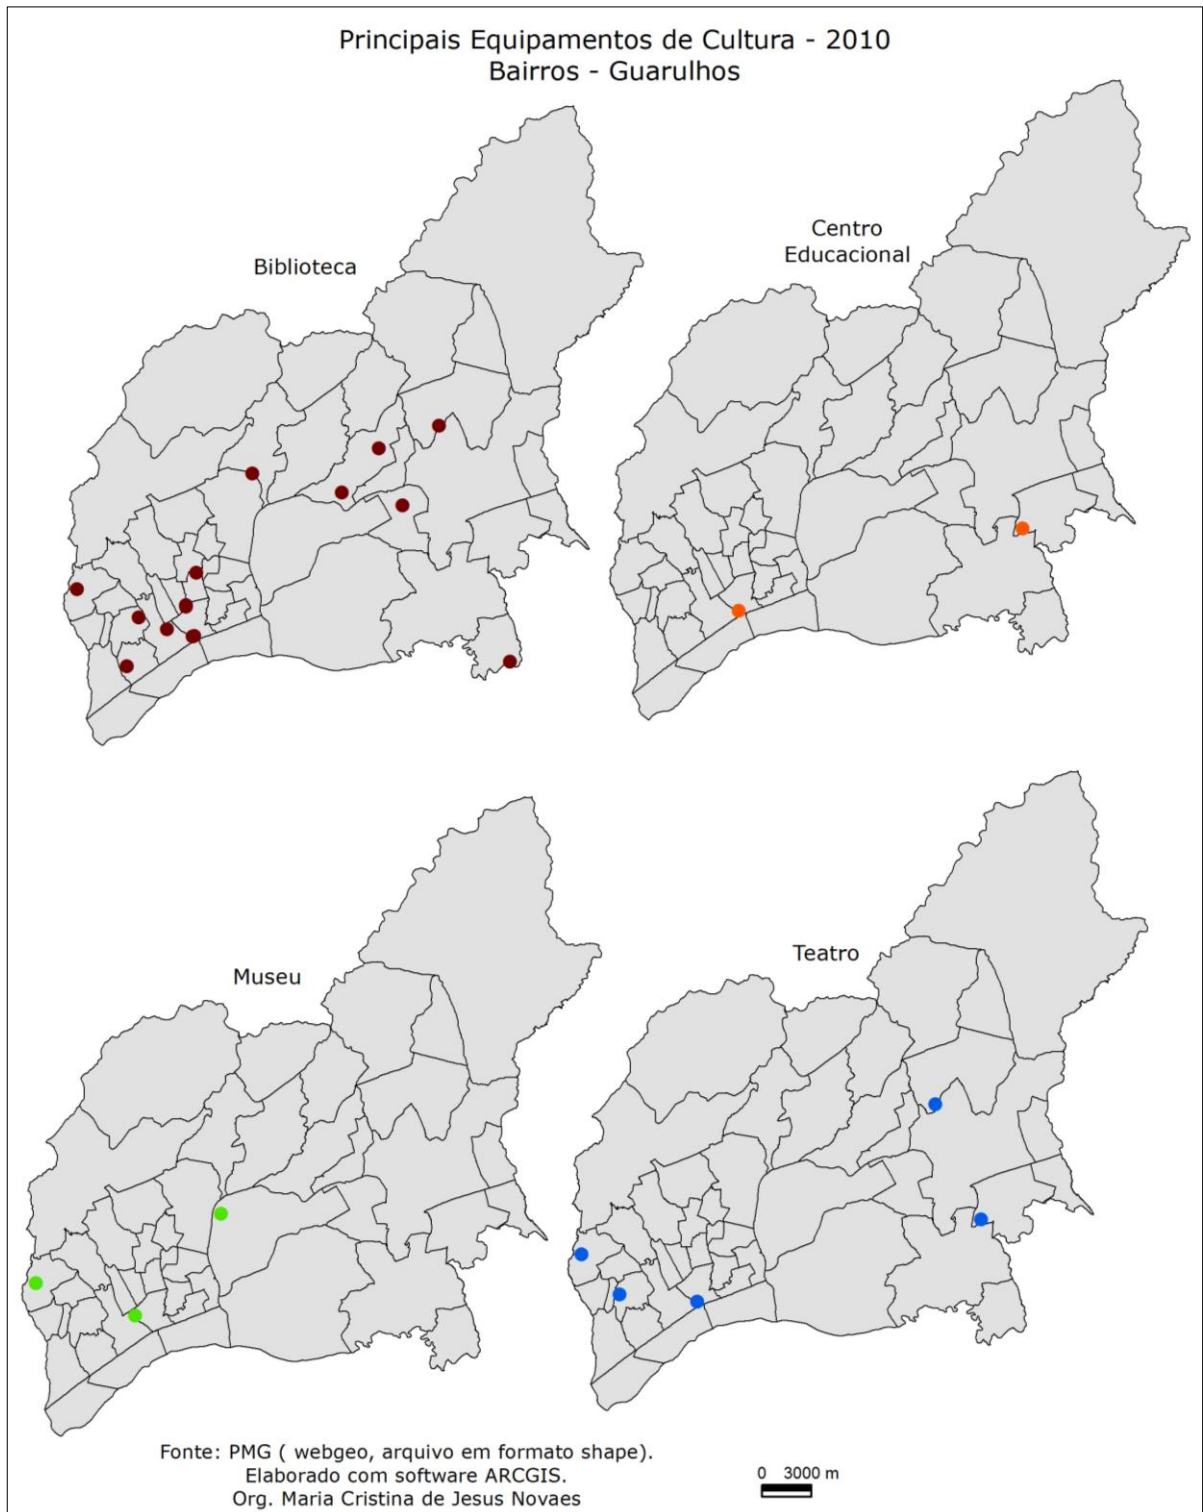 Principais Equipamentos de Cultura - 2010
Bairros - Guarulhos
Biblioteca
Centro
Educacional
Museu
Teatro
Fonte: PMG ( webgeo, arquivo em formato shape).
Elaborado com software ARCGIS.
Org. Maria Cristina de Jesus Novaes
0 3000 m